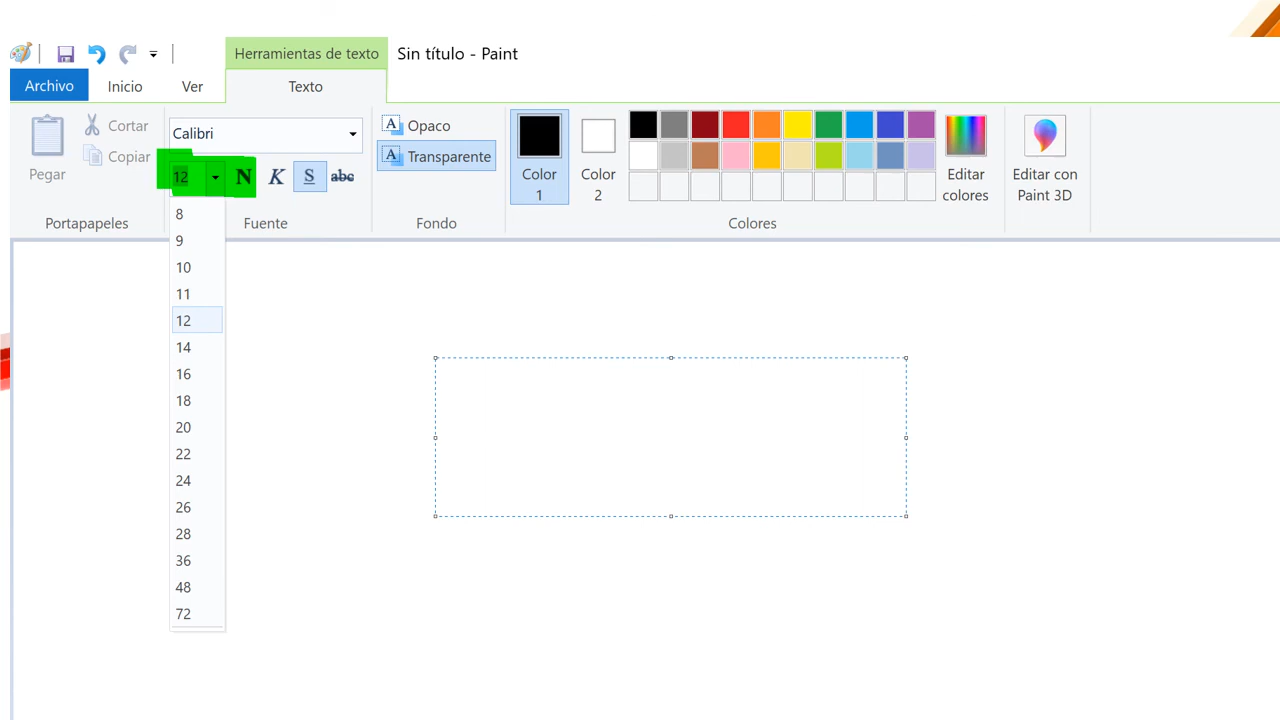 Herramientas de texto Sin título - Paint
Archivo Inicio Ver Texto
Pegar
Cortar
Copiar
Portapapeles
Calibri
12 N K S abc
Fuente
8
9
10
11
12
14
16
18
20
22
24
26
28
36
48
72
A Opaco
A Transparente
Fondo
Color
1
Color
2
Editar
colores
Colores
Editar con
Paint 3D